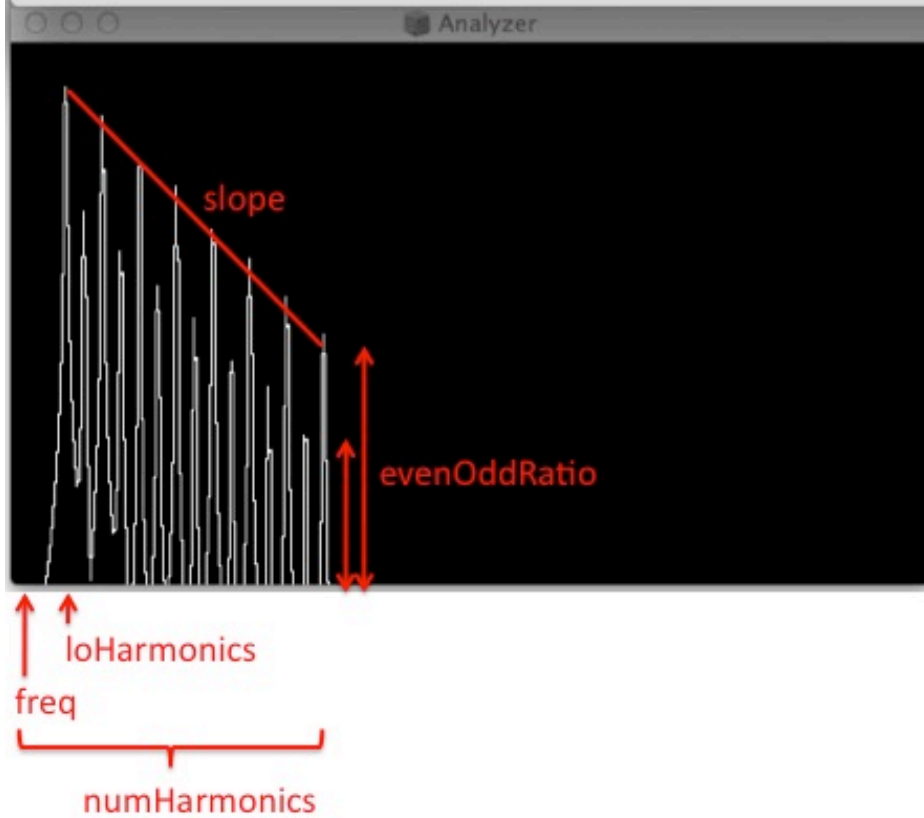 Analyzer
slope
evenOddRatio
loHarmonics
freq
numHarmonics